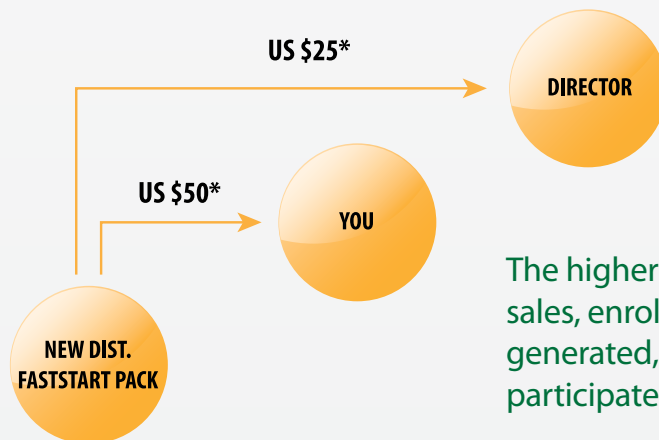 US $25*
DIRECTOR
US $50*
YOU
The higher
sales, enrol
generated,
participate
NEW DIST.
FASTSTART PACK